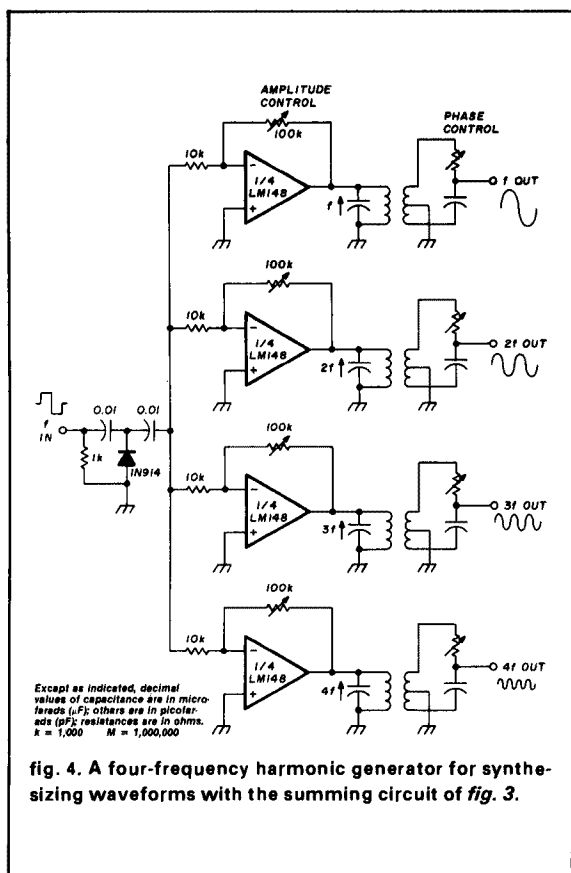 AMPLITUDE
CONTROL
100k
PHASE
CONTROL
10k
-
1/4
LM148
+
f
f OUT
100k
10k
-
1/4
LM148
+
2f
2f OUT
f
IN
0.01
0.01
1k
1N914
100k
10k
-
1/4
LM148
+
3f
3f OUT
100k
10k
-
1/4
LM148
+
4f
4f OUT
Except as indicated, decimal
values of capacitance are in micro-
farads (μF); others are in picofar-
ads (pF); resistances are in ohms.
k = 1,000 M = 1,000,000
fig. 4. A four-frequency harmonic generator for synthe-
sizing waveforms with the summing circuit of fig. 3.